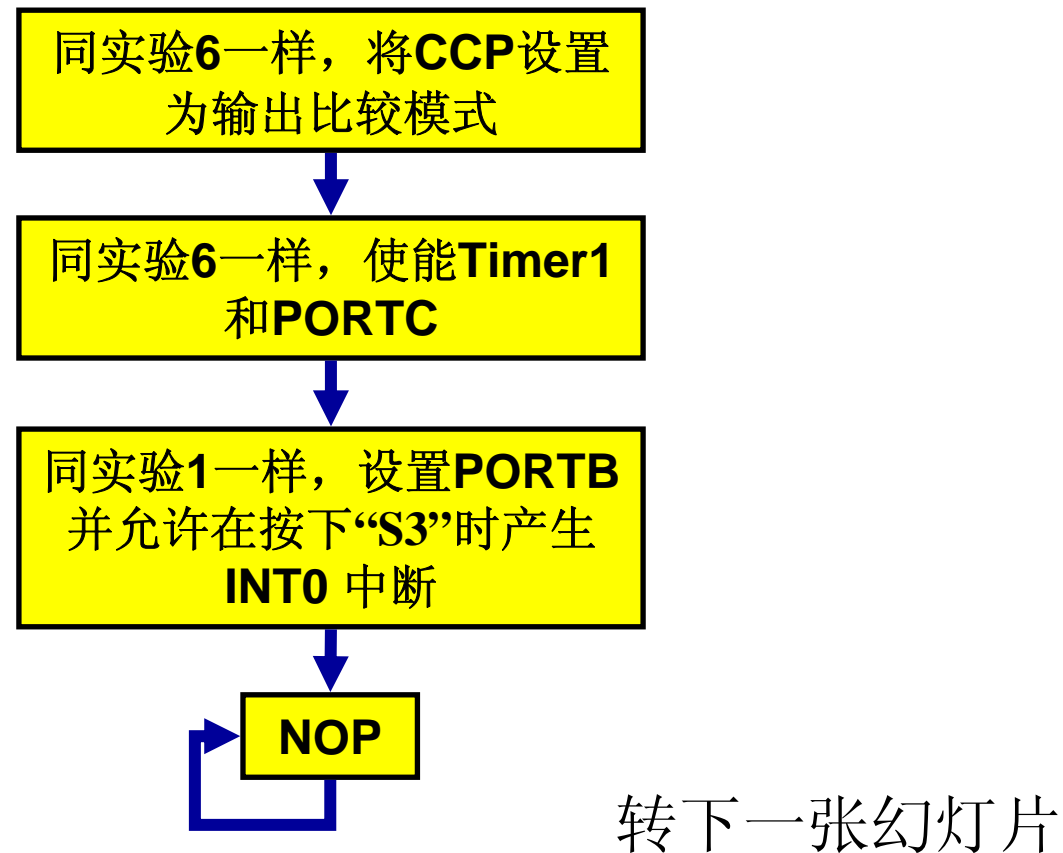 同实验6一样，将CCP设置
为输出比较模式
同实验6一样，使能Timer1
和PORTC
同实验1一样，设置PORTB
并允许在按下“S3”时产生
INT0 中断
NOP
转下一张幻灯片